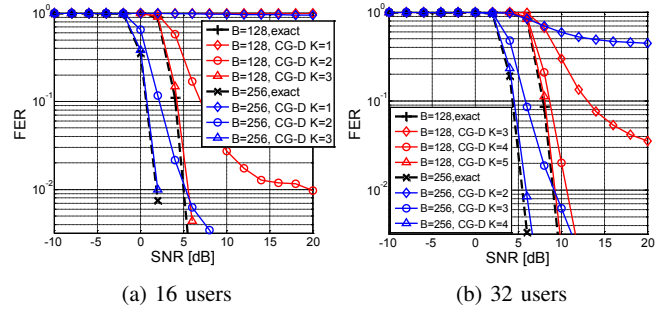 10^0
10^-1
10^-2
FER
-10 -5 0 5 10 15 20
SNR [dB]
B=128,exact
B=128, CG-D K=1
B=128, CG-D K=2
B=128, CG-D K=3
B=256,exact
B=256, CG-D K=1
B=256, CG-D K=2
B=256, CG-D K=3
(a) 16 users
10^0
10^-1
10^-2
FER
-10 -5 0 5 10 15 20
SNR [dB]
B=128,exact
B=128, CG-D K=3
B=128, CG-D K=4
B=128, CG-D K=5
B=256,exact
B=256, CG-D K=2
B=256, CG-D K=3
B=256, CG-D K=4
(b) 32 users